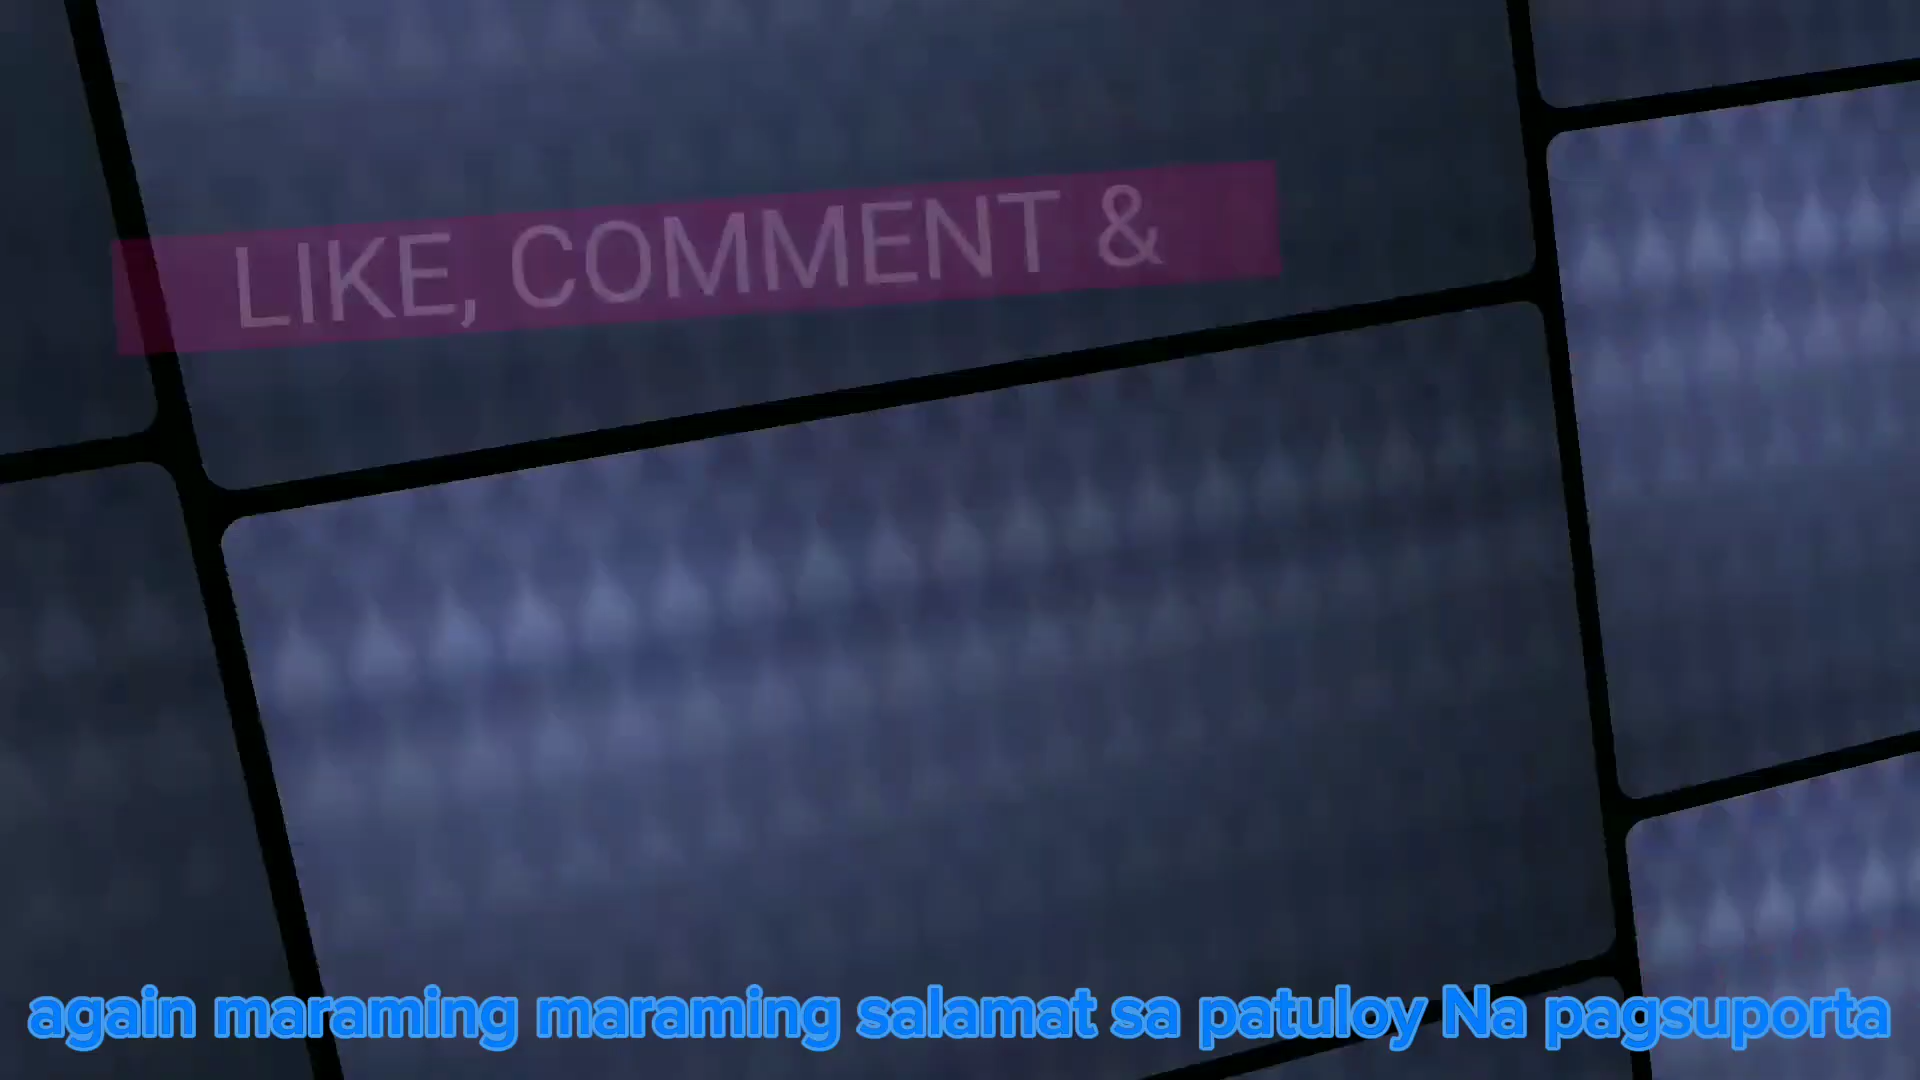 LIKE, COMMENT &
again maraming maraming salamat sa patuloy Na pagsuporta